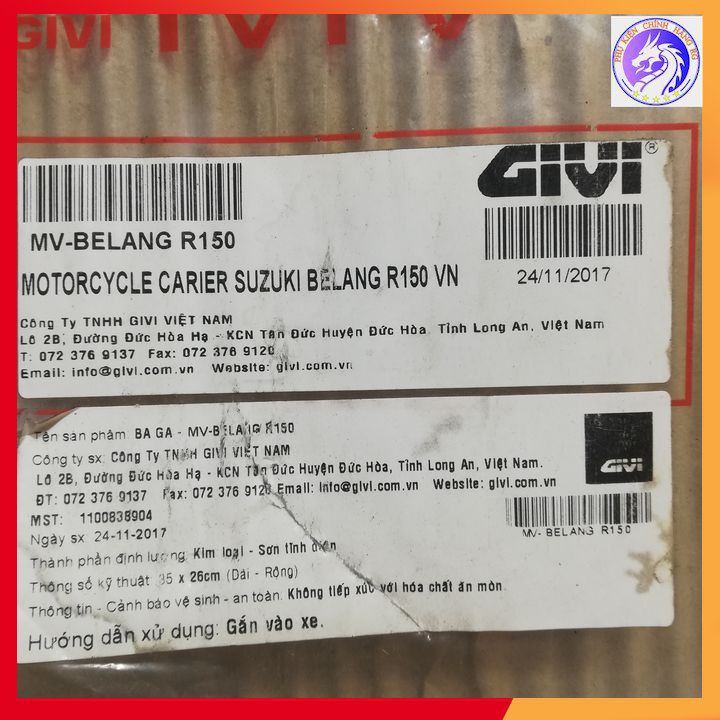 GIVI
PHỤ KIỆN CHÍNH HÃNG RG
GIVI®
MV-BELANG R150
MOTORCYCLE CARIER SUZUKI BELANG R150 VN
24/11/2017
Công Ty TNHH GIVI VIỆT NAM
Lô 2B, Đường Đức Hòa Hạ - KCN Tân Đức Huyện Đức Hòa, Tỉnh Long An, Việt Nam
T: 072 376 9137 Fax: 072 376 9120
Email: info@givi.com.vn Website: givi.com.vn
Tên sản phẩm BA GA - MV-BELANG R150
Công ty sx: Công Ty TNHH GIVI VIỆT NAM
Lô 2B, Đường Đức Hòa Hạ - KCN Tân Đức Huyện Đức Hòa, Tỉnh Long An, Việt Nam.
ĐT: 072 376 9137 Fax: 072 376 9120 Email: info@givi.com.vn Website: givi.com.vn
MST: 1100838904
Ngày sx 24-11-2017
GIVI
MV- BELANG R150
Thành phần định lượng: Kim loại - Sơn tĩnh điện
Thông số kỹ thuật 35 x 26cm (Dài - Rộng)
Thông tin - Cảnh báo vệ sinh - an toàn. Không tiếp xúc với hóa chất ăn mòn.
Hướng dẫn xử dụng: Gắn vào xe.